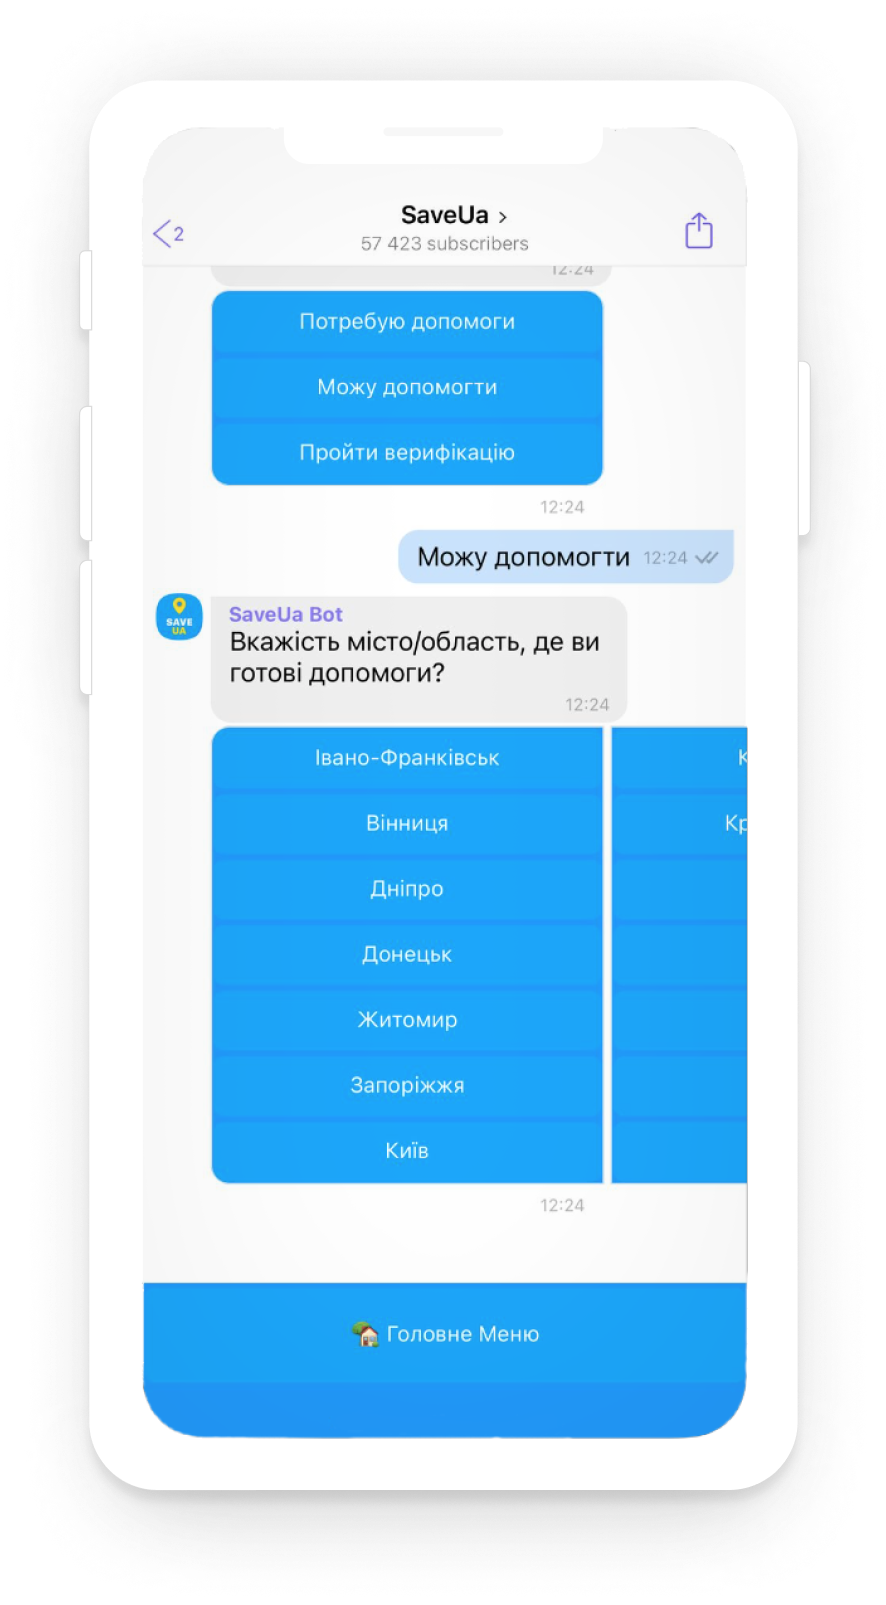 SaveUa >
2
57 423 subscribers
12:24
Потребую допомоги
Можу допомогти
Пройти верифікацію
12:24
Можу допомогти 12:24
SAVE
UA
SaveUa Bot
Вкажість місто/область, де ви
готові допомоги?
12:24
Івано-Франківськ
Вінниця
Дніпро
Донецьк
Житомир
Запоріжжя
Київ
12:24
Головне Меню